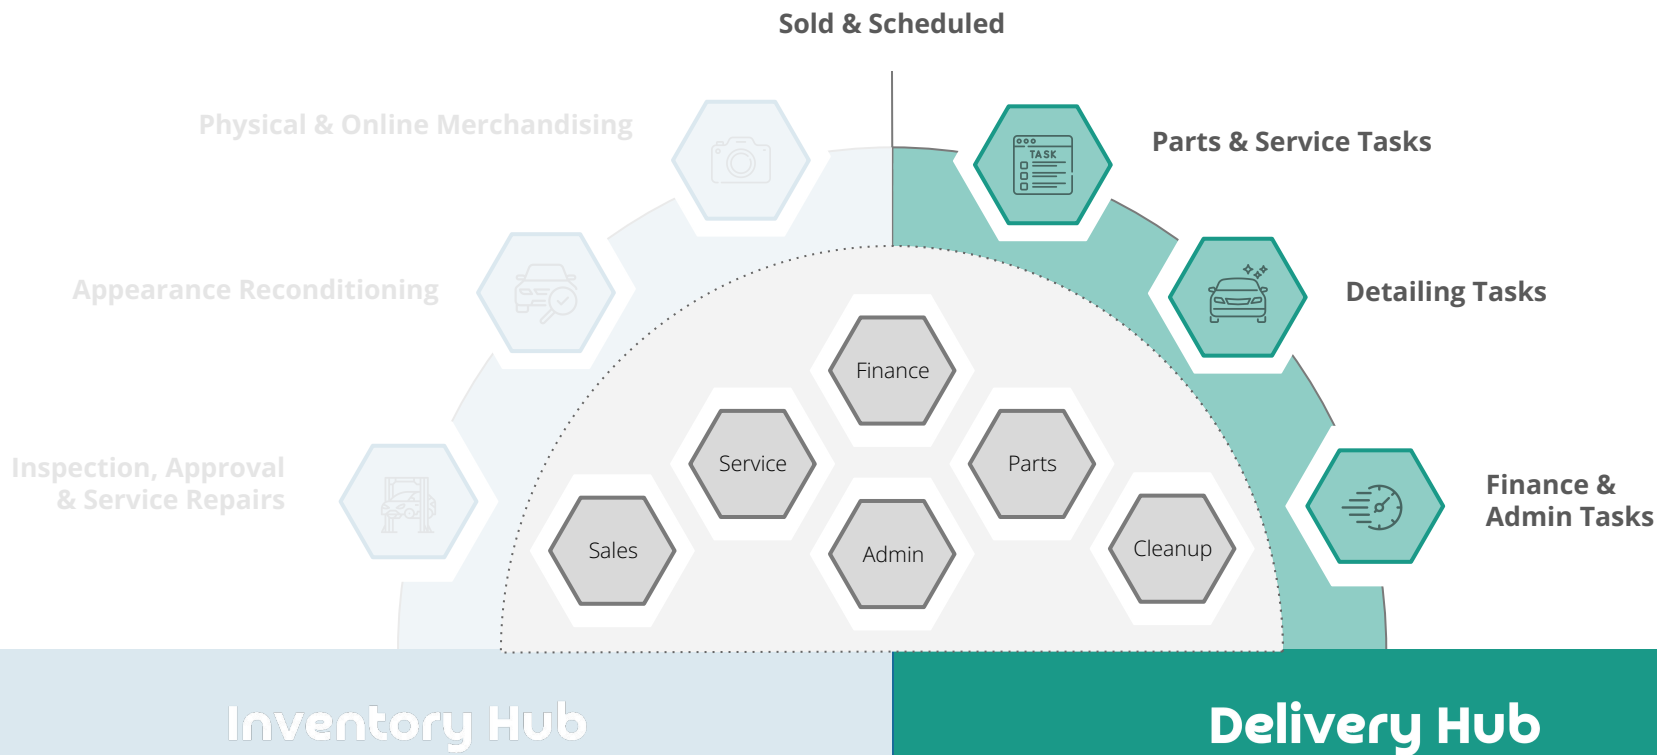 Sold & Scheduled
Physical & Online Merchandising
Parts & Service Tasks
TASK
Appearance Reconditioning
Detailing Tasks
Finance
Service
Parts
Inspection, Approval
& Service Repairs
Finance &
Admin Tasks
Sales
Admin
Cleanup
Inventory Hub
Delivery Hub